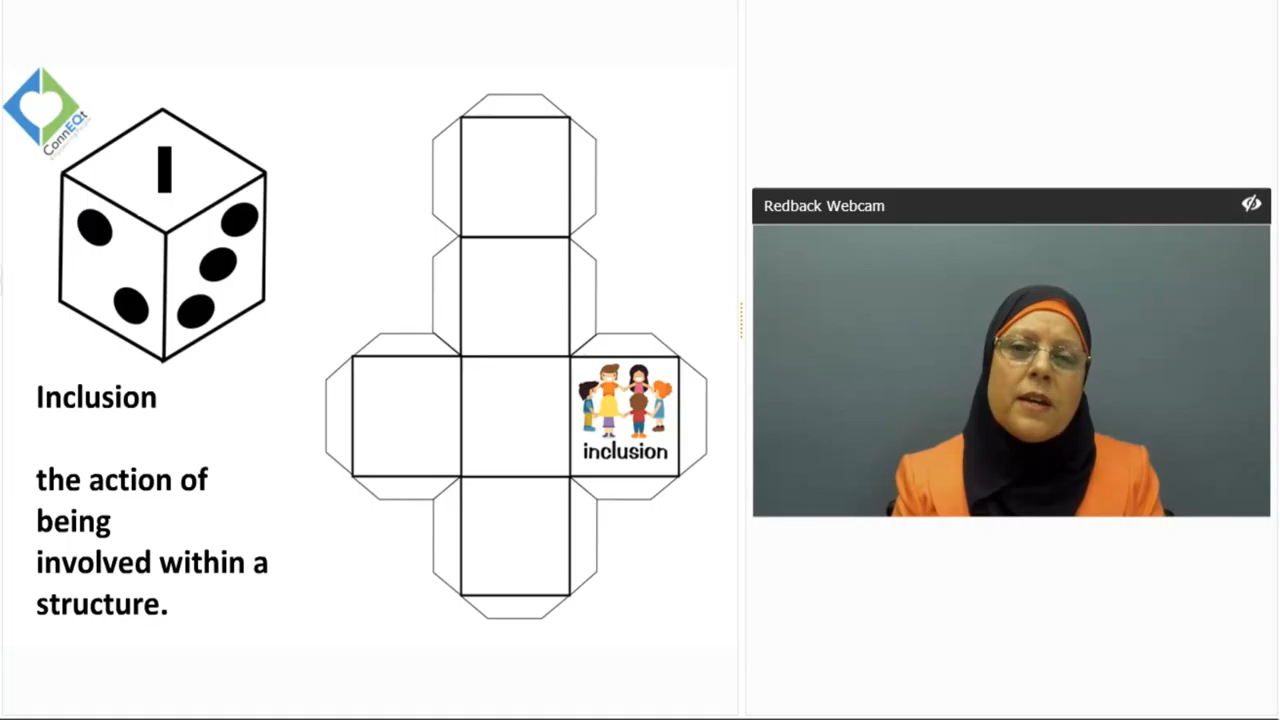 ConnEQt
I
Inclusion
the action of
being
involved within a
structure.
inclusion
Redback Webcam